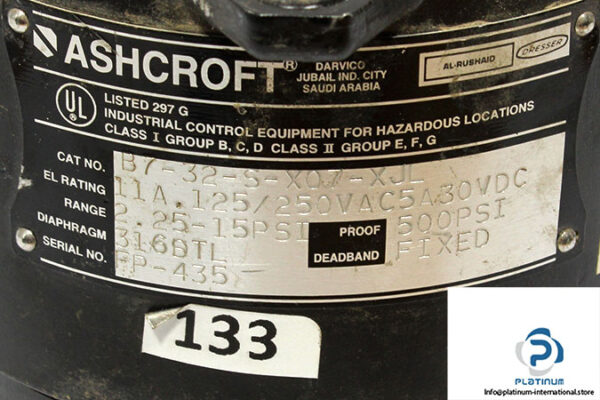 ASHCROFT®
DARVICO
JUBAIL IND. CITY
SAUDI ARABIA
AL-RUSHAID
DRESSER
UL
LISTED 297 G
INDUSTRIAL CONTROL EQUIPMENT FOR HAZARDOUS LOCATIONS
CLASS I GROUP B, C, D CLASS II GROUP E, F, G
CAT NO. B7-32-S-X07-XJL
EL RATING 11A.125/250VAC5A30VDC
RANGE 2.25-15PSI PROOF 500PSI
DIAPHRAGM 316BTL DEADBAND FIXED
SERIAL NO. FP-435
133
PLATINUM
info@platinum-international.store